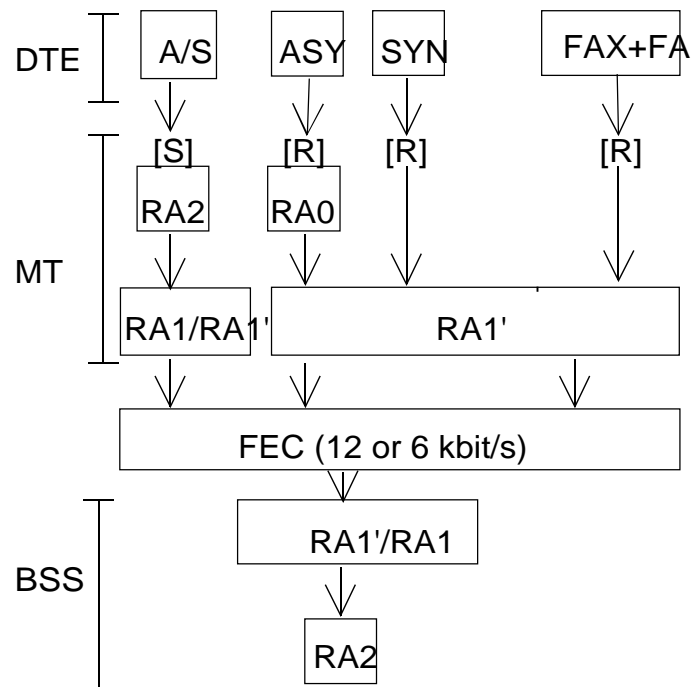 DTE A/S ASY SYN FAX+FA
[S] [R] [R] [R]
RA2 RA0
MT
RA1/RA1' RA1'
FEC (12 or 6 kbit/s)
RA1'/RA1
BSS
RA2